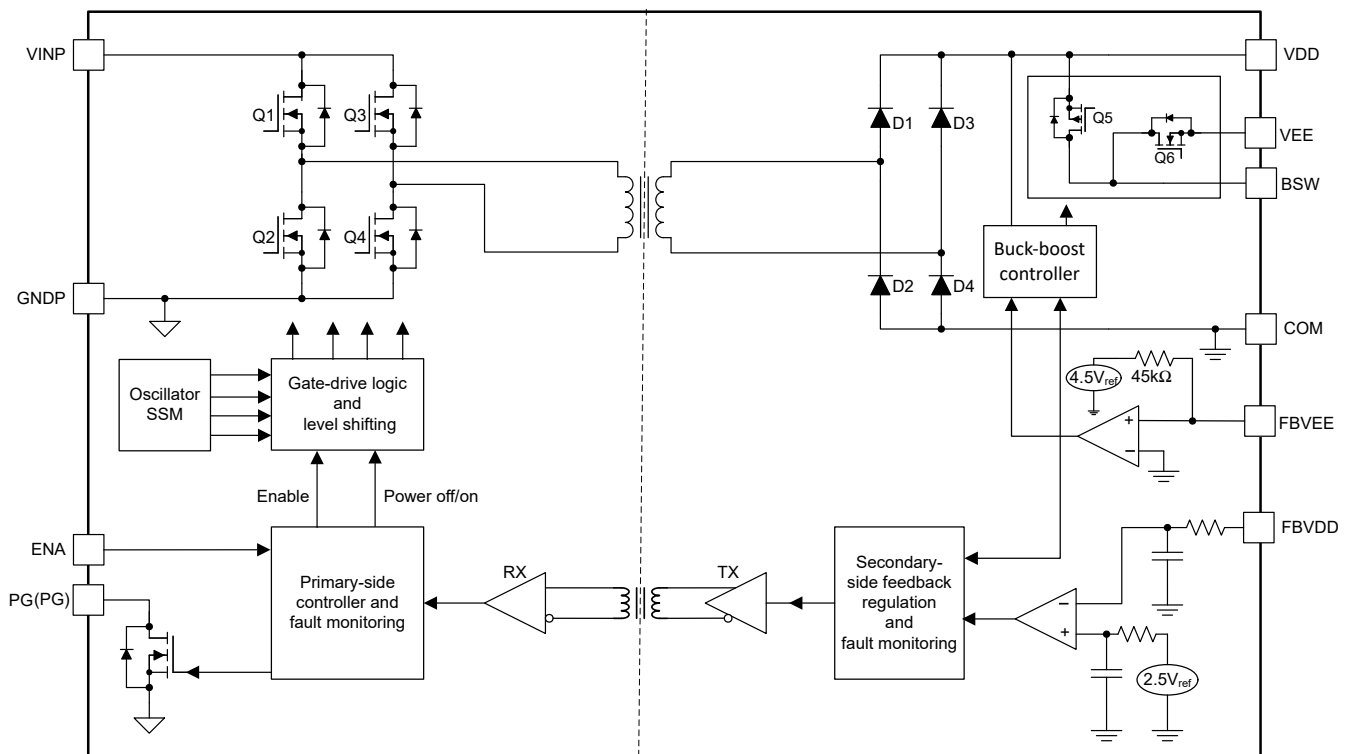 VINP
VDD
Q1
Q3
D1
D3
Q5
VEE
Q6
BSW
Q2
Q4
Buck-boost
controller
D2
D4
GNDP
COM
Oscillator
SSM
Gate-drive logic
and
level shifting
4.5Vref
45kΩ
+
−
FBVEE
Enable
Power off/on
FBVDD
ENA
PG(PG)
Primary-side
controller and
fault monitoring
RX
TX
Secondary-
side feedback
regulation
and
fault monitoring
−
+
2.5Vref